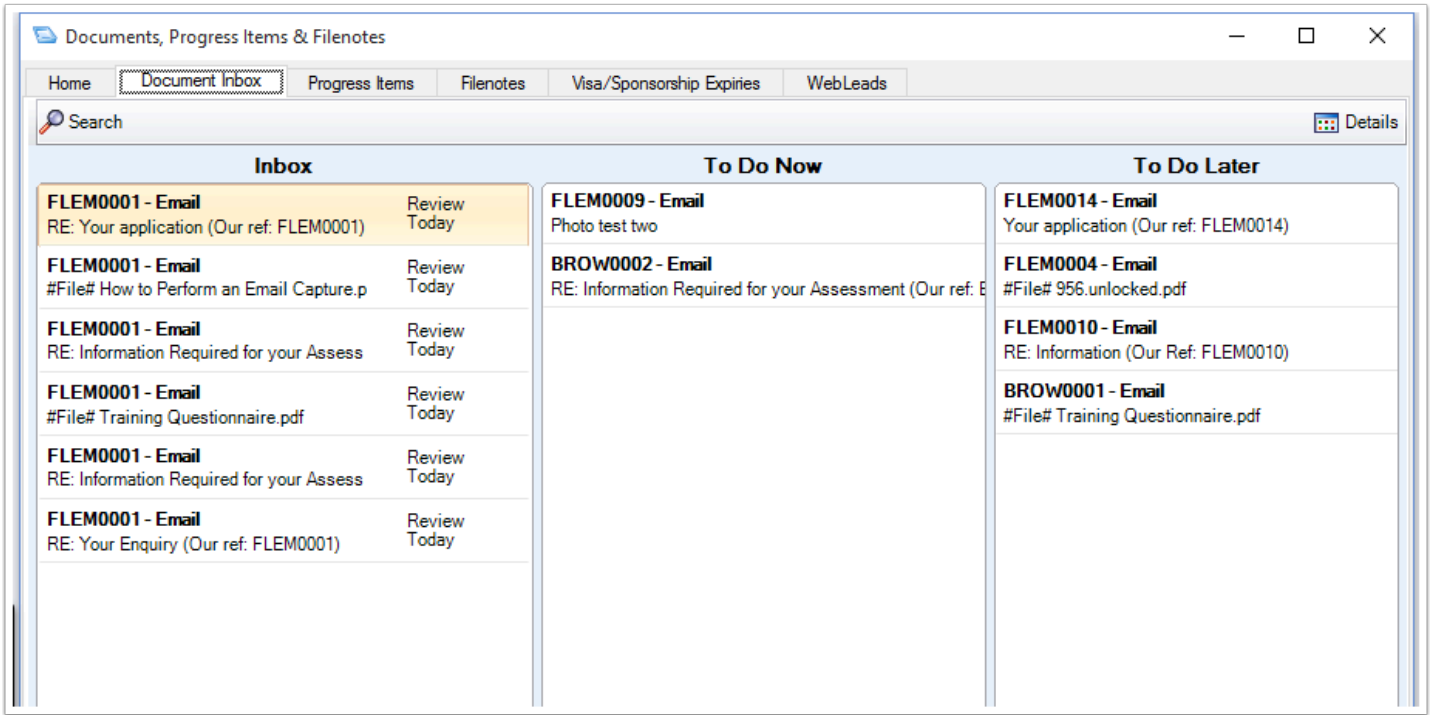 Documents, Progress Items & Filenotes
Home Document Inbox Progress Items Filenotes Visa/Sponsorship Expiries WebLeads
Search Details
Inbox
FLEM0001 - Email Review
RE: Your application (Our ref: FLEM0001) Today
FLEM0001 - Email Review
#File# How to Perform an Email Capture.p Today
FLEM0001 - Email Review
RE: Information Required for your Assess Today
FLEM0001 - Email Review
#File# Training Questionnaire.pdf Today
FLEM0001 - Email Review
RE: Information Required for your Assess Today
FLEM0001 - Email Review
RE: Your Enquiry (Our ref: FLEM0001) Today
To Do Now
FLEM0009 - Email
Photo test two
BROW0002 - Email
RE: Information Required for your Assessment (Our ref:
To Do Later
FLEM0014 - Email
Your application (Our ref: FLEM0014)
FLEM0004 - Email
#File# 956.unlocked.pdf
FLEM0010 - Email
RE: Information (Our Ref: FLEM0010)
BROW0001 - Email
#File# Training Questionnaire.pdf